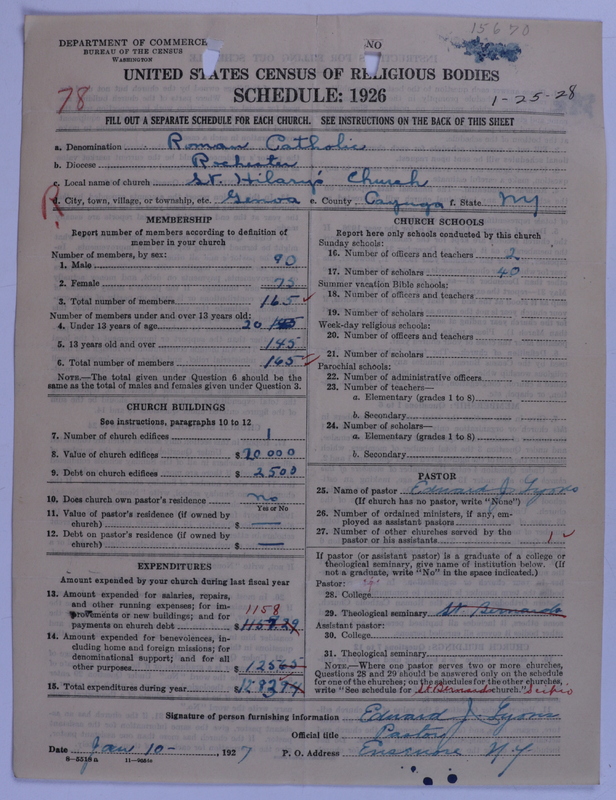 15670
DEPARTMENT OF COMMERCE
BUREAU OF THE CENSUS
WASHINGTON
NO
UNITED STATES CENSUS OF RELIGIOUS BODIES
SCHEDULE: 1926
78
1-25-28
FILL OUT A SEPARATE SCHEDULE FOR EACH CHURCH. SEE INSTRUCTIONS ON THE BACK OF THIS SHEET
a. Denomination Roman Catholic
b. Diocese Rochester
c. Local name of church St. Hilary's Church
d. City, town, village, or township, etc. Genoa e. County Cayuga f. State NY
MEMBERSHIP
Report number of members according to definition of
member in your church
Number of members, by sex:
1. Male 90
2. Female 75
3. Total number of members 165
Number of members under and over 13 years old:
4. Under 13 years of age 20 145
5. 13 years old and over 145
6. Total number of members 165
NOTE.—The total given under Question 6 should be the
same as the total of males and females given under Question 3.
CHURCH BUILDINGS
See instructions, paragraphs 10 to 12
7. Number of church edifices 1
8. Value of church edifices $ 20000
9. Debt on church edifices $ 2500
10. Does church own pastor's residence no
Yes or No
11. Value of pastor's residence (if owned by
church) $ —
12. Debt on pastor's residence (if owned by
church) $ —
EXPENDITURES
Amount expended by your church during last fiscal year
13. Amount expended for salaries, repairs,
and other running expenses; for im-
provements or new buildings; and for
payments on church debt 1158 $ 1157.29
14. Amount expended for benevolences, in-
cluding home and foreign missions; for
denominational support; and for all
other purposes $ 125.65
15. Total expenditures during year $ 1283
CHURCH SCHOOLS
Report here only schools conducted by this church
Sunday schools:
16. Number of officers and teachers 2
17. Number of scholars 40
Summer vacation Bible schools:
18. Number of officers and teachers
19. Number of scholars
Week-day religious schools:
20. Number of officers and teachers
21. Number of scholars
Parochial schools:
22. Number of administrative officers
23. Number of teachers—
a. Elementary (grades 1 to 8)
b. Secondary
24. Number of scholars—
a. Elementary (grades 1 to 8)
b. Secondary
PASTOR
25. Name of pastor Edward J. Lyons
(If church has no pastor, write "None")
26. Number of ordained ministers, if any, em-
ployed as assistant pastors
27. Number of other churches served by the
pastor or his assistants 1
If pastor (or assistant pastor) is a graduate of a college or
theological seminary, give name of institution below. (If
not a graduate, write "No" in the space indicated.)
Pastor:
28. College
29. Theological seminary St Bernards
Assistant pastor:
30. College
31. Theological seminary
NOTE.—Where one pastor serves two or more churches,
Questions 28 and 29 should be answered only on the schedule
for one of the churches; on the schedules for the other churches,
write "See schedule for St. Bernards church." Scipio
Signature of person furnishing information Edward J. Lyons
Official title Pastor
Date Jan 10 - , 1927 P. O. Address N. Y
8—5518a 11—9554